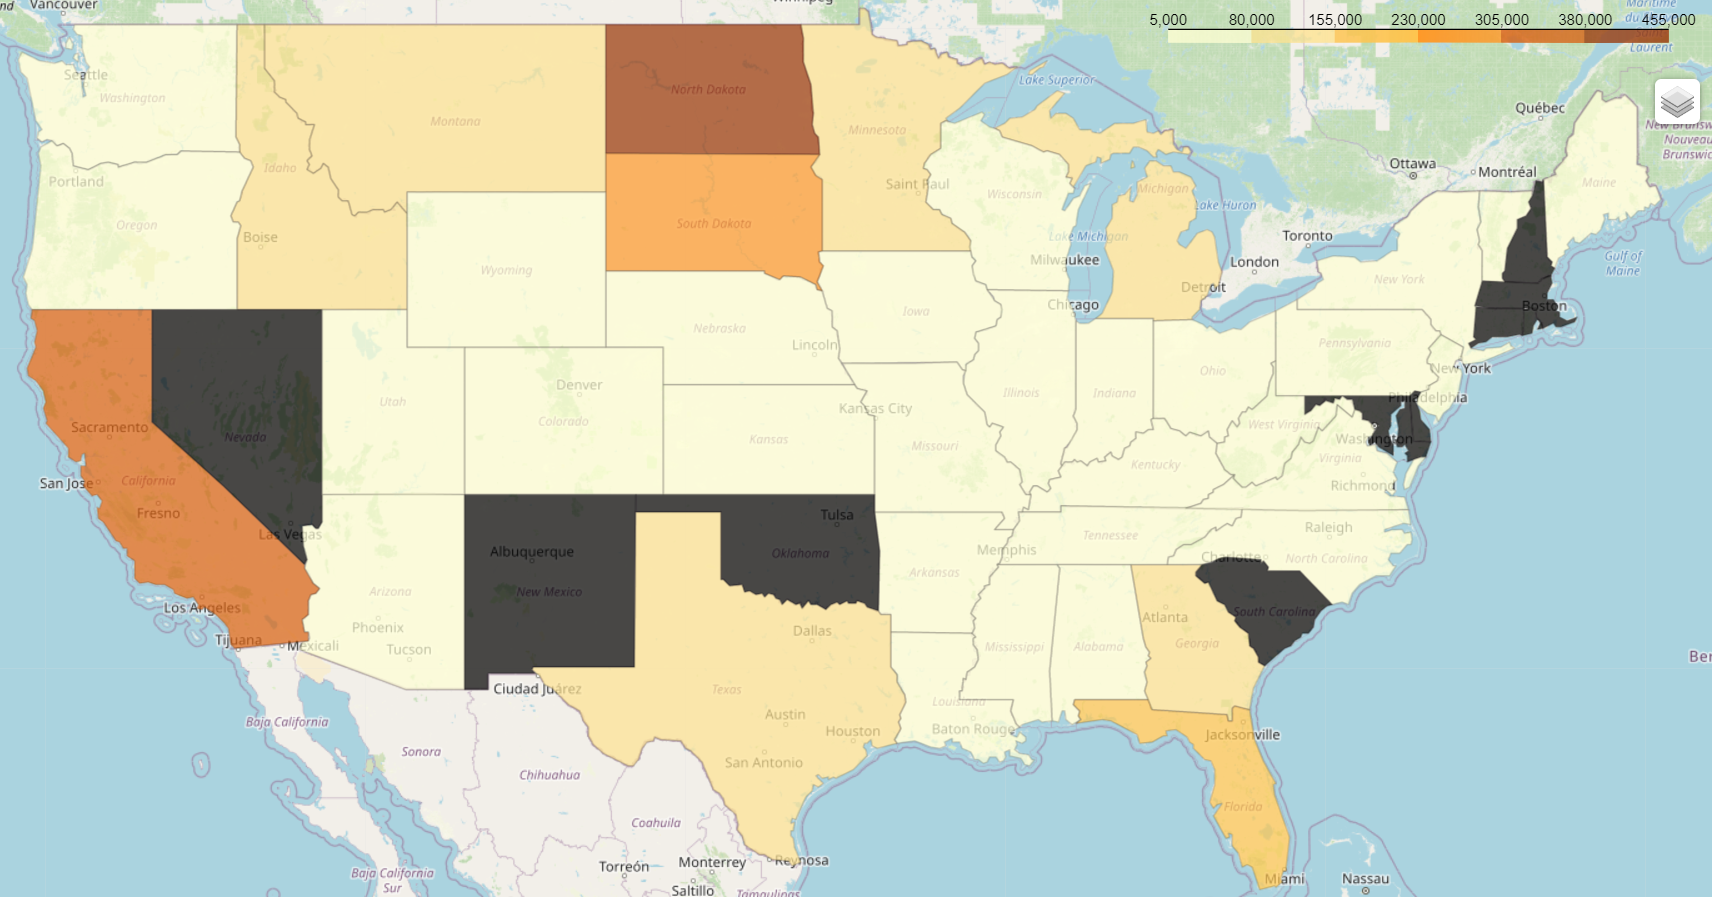 nd
Vancouver
Winnipeg
5,000
80,000
155,000
230,000
305,000
380,000
455,000
Maritime
Laurent
Seattle
Washington
North Dakota
Lake Superior
Québec
Montana
Minnesota
New Brunsw
Nouveau
Brunswic
Idaho
Ottawa
Montréal
Portland
Saint Paul
Wisconsin
Michigan
Maine
Oregon
Boise
South Dakota
Lake Huron
Lake Michigan
Toronto
Gulf of
Maine
Wyoming
Milwaukee
London
New York
Detroit
Chicago
Boston
Nebraska
Iowa
Lincoln
Pennsylvania
Denver
Ohio
New York
Utah
Colorado
Illinois
Indiana
Philadelphia
Kansas City
Sacramento
Nevada
Kansas
Missouri
West Virginia
Washington
Virginia
San Jose
California
Kentucky
Richmond
Fresno
Tulsa
Las Vegas
Albuquerque
Oklahoma
Memphis
Tennessee
Raleigh
Charlotte
North Carolina
Arkansas
Arizona
New Mexico
Los Angeles
Phoenix
Dallas
Atlanta
South Carolina
Tijuana
Mexicali
Tucson
Mississippi
Alabama
Georgia
Ber
Ciudad Juárez
Texas
Louisiana
Baja California
Austin
Houston
Baton Rouge
Jacksonville
Sonora
San Antonio
Chihuahua
Florida
Coahuila
Torreón
Monterrey
Reynosa
Baja California
Sur
Saltillo
Tamaulipas
Miami
Nassau